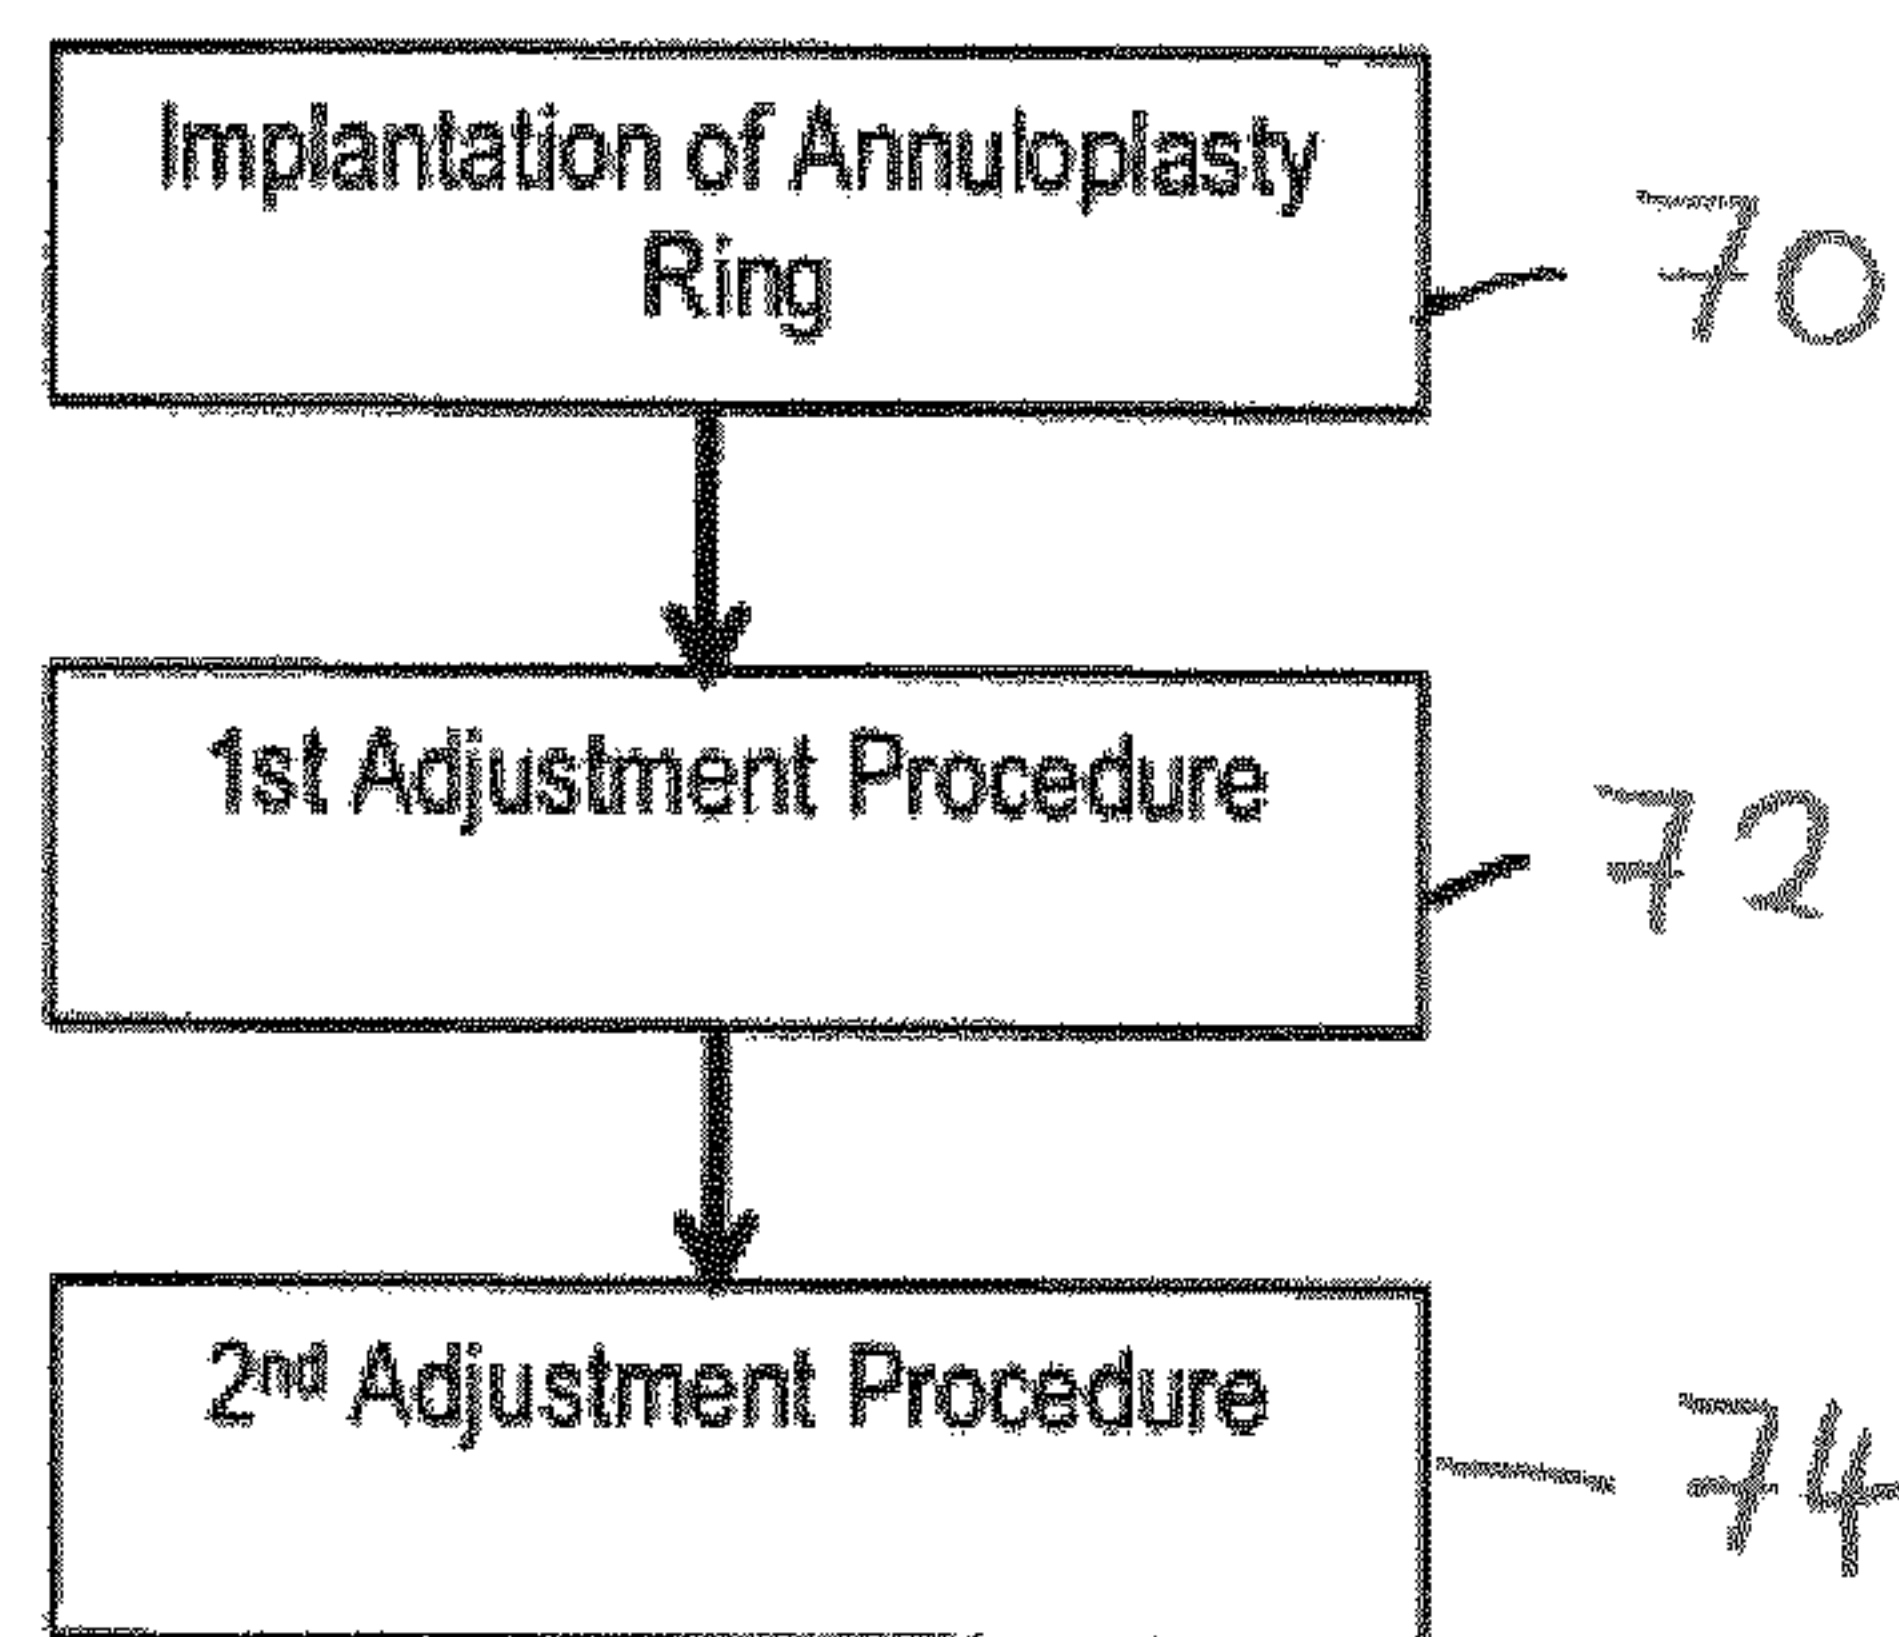 Implantation of Annuloplasty
Ring
70
1st Adjustment Procedure
72
2nd Adjustment Procedure
74